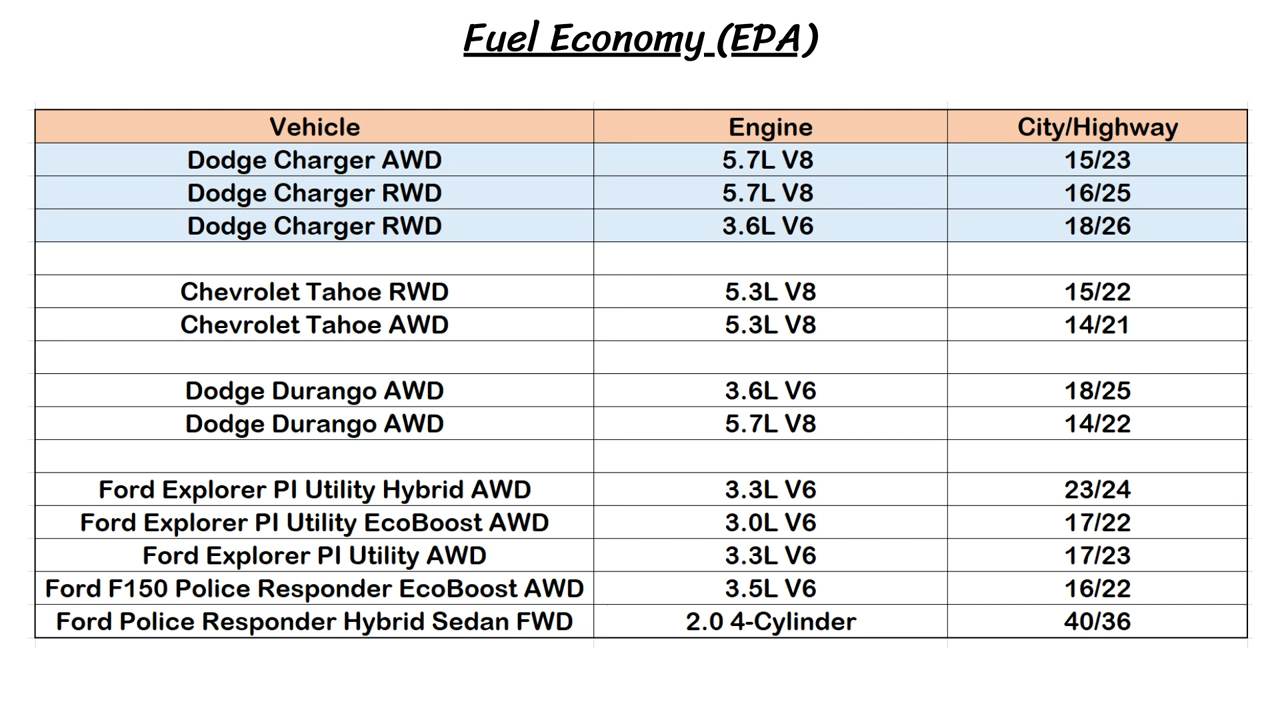 Fuel Economy (EPA)
Vehicle Engine City/Highway
Dodge Charger AWD 5.7L V8 15/23
Dodge Charger RWD 5.7L V8 16/25
Dodge Charger RWD 3.6L V6 18/26
Chevrolet Tahoe RWD 5.3L V8 15/22
Chevrolet Tahoe AWD 5.3L V8 14/21
Dodge Durango AWD 3.6L V6 18/25
Dodge Durango AWD 5.7L V8 14/22
Ford Explorer PI Utility Hybrid AWD 3.3L V6 23/24
Ford Explorer PI Utility EcoBoost AWD 3.0L V6 17/22
Ford Explorer PI Utility AWD 3.3L V6 17/23
Ford F150 Police Responder EcoBoost AWD 3.5L V6 16/22
Ford Police Responder Hybrid Sedan FWD 2.0 4-Cylinder 40/36